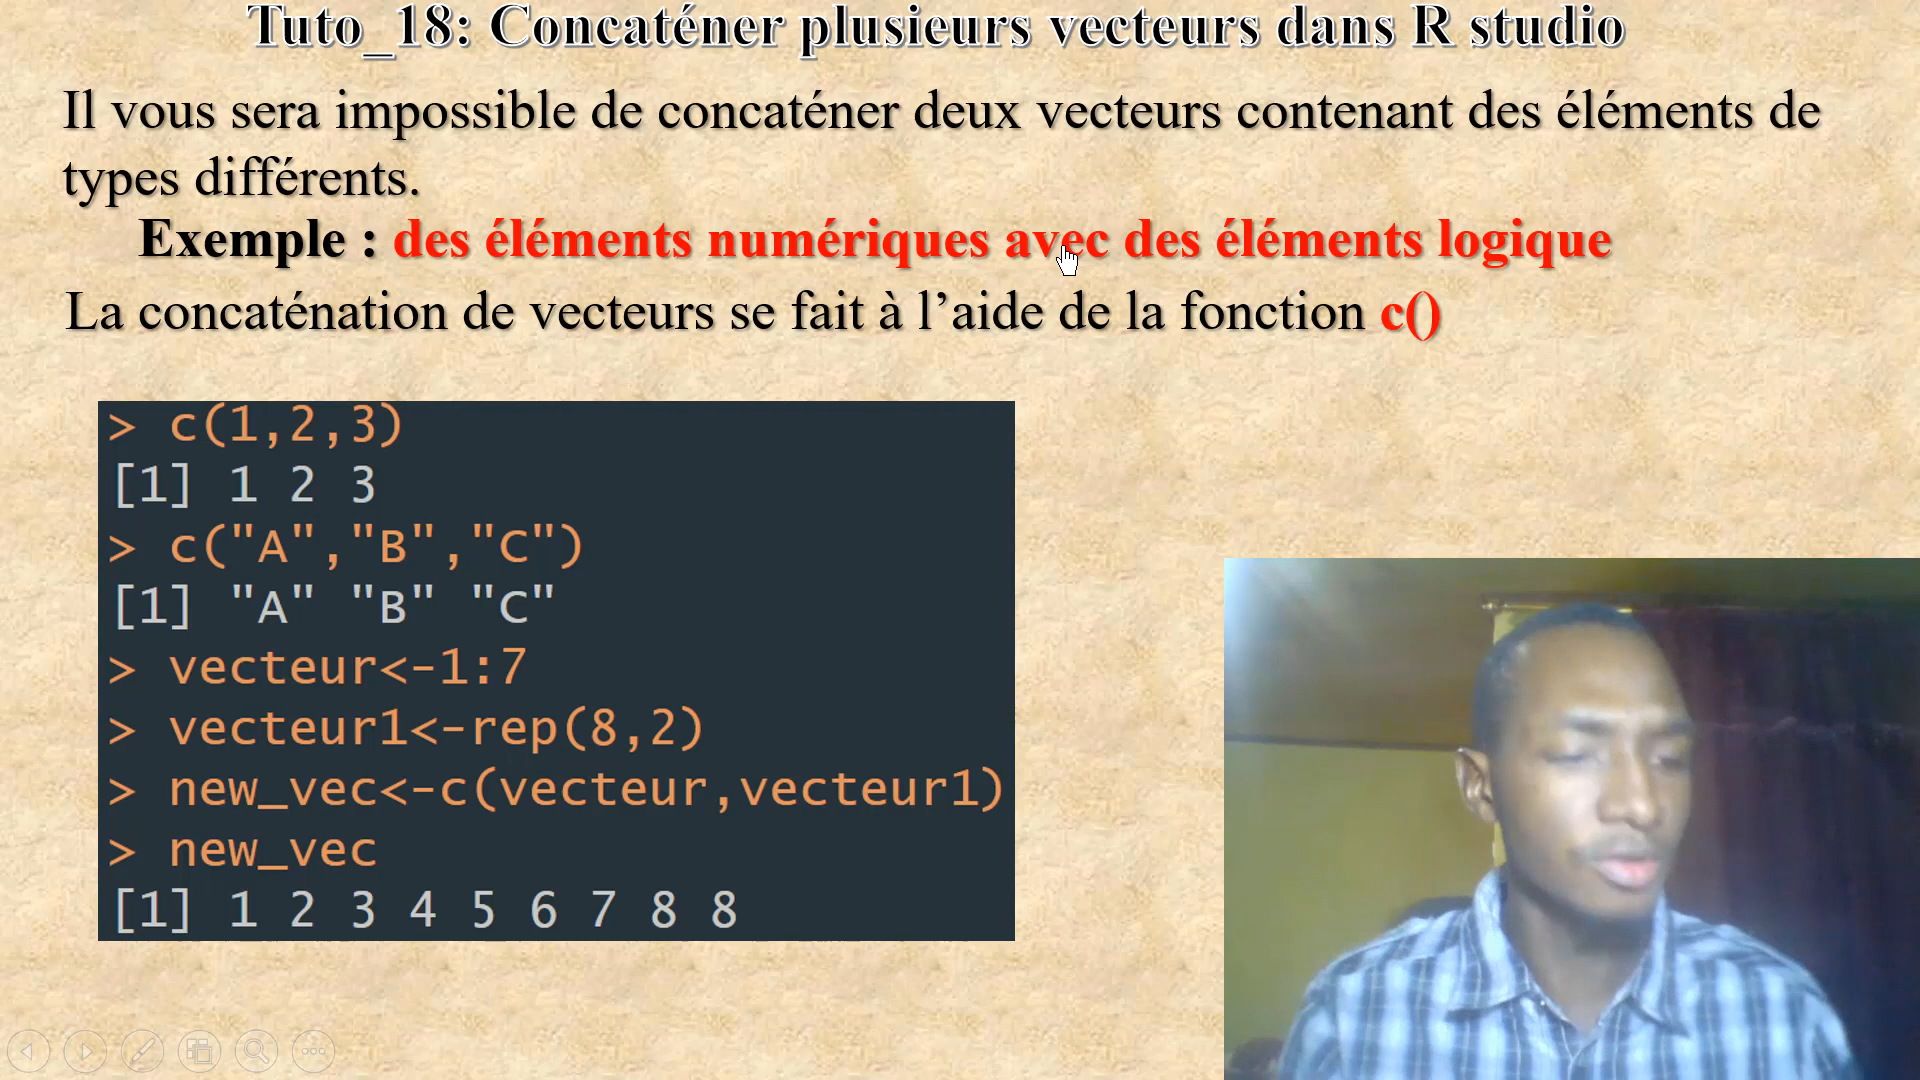 Tuto_18: Concaténer plusieurs vecteurs dans R studio
Il vous sera impossible de concaténer deux vecteurs contenant des éléments de
types différents.
Exemple : des éléments numériques avec des éléments logique
La concaténation de vecteurs se fait à l’aide de la fonction c()
> c(1,2,3)
[1] 1 2 3
> c("A","B","C")
[1] "A" "B" "C"
> vecteur<-1:7
> vecteur1<-rep(8,2)
> new_vec<-c(vecteur,vecteur1)
> new_vec
[1] 1 2 3 4 5 6 7 8 8